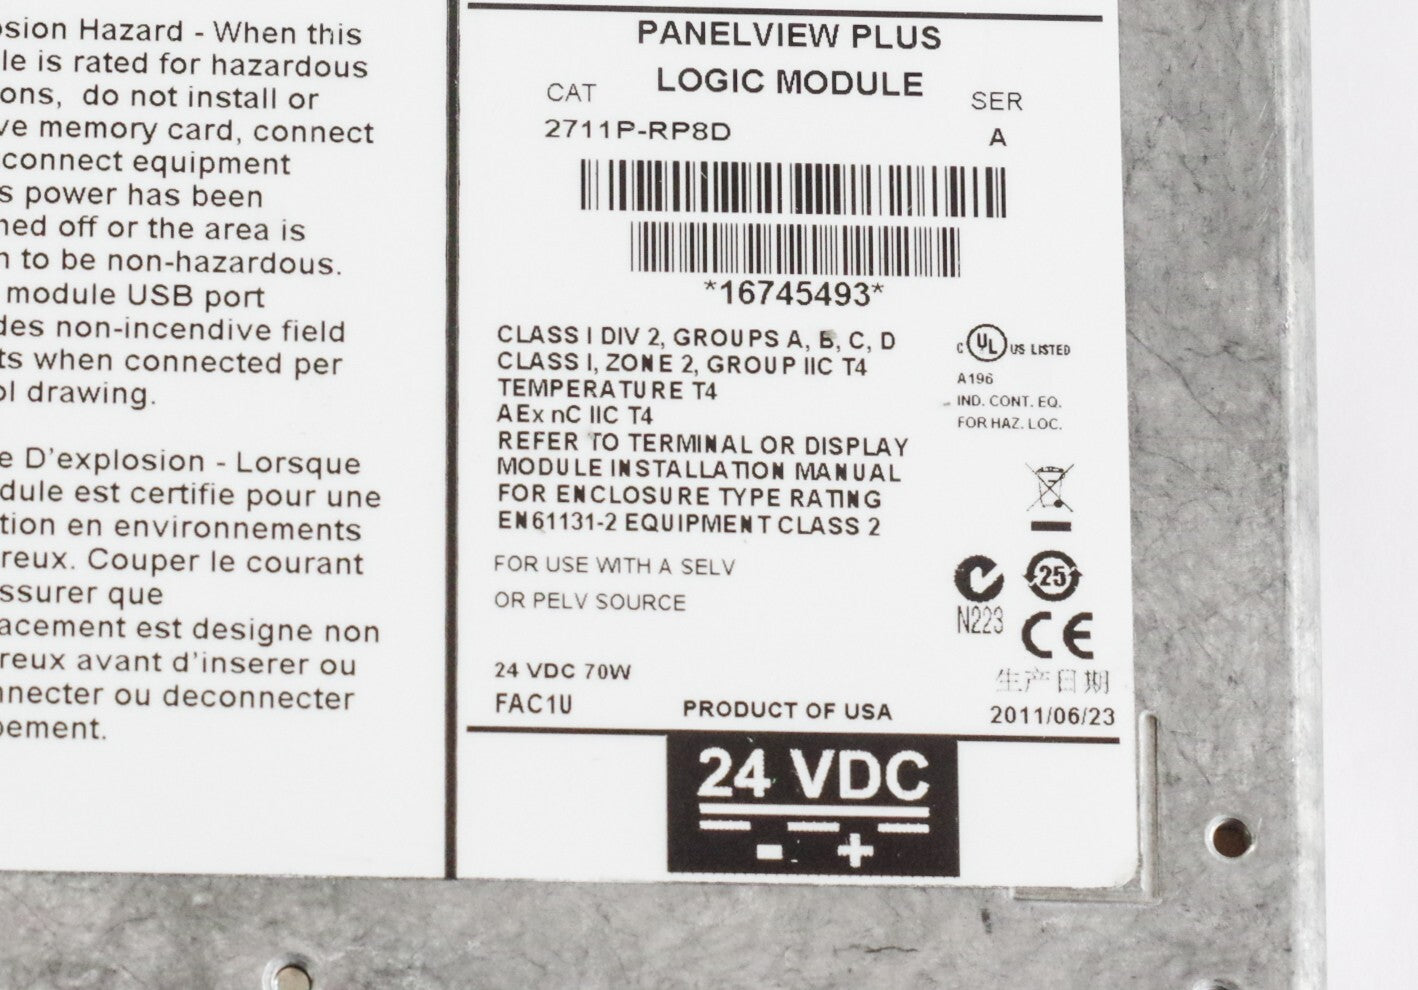 sion Hazard - When this
le is rated for hazardous
ons, do not install or
ve memory card, connect
connect equipment
s power has been
ned off or the area is
n to be non-hazardous.
module USB port
des non-incendive field
ts when connected per
ol drawing.
e D'explosion - Lorsque
dule est certifie pour une
tion en environnements
reux. Couper le courant
ssurer que
acement est designe non
reux avant d'inserer ou
nnecter ou deconnecter
pement.
PANELVIEW PLUS
LOGIC MODULE
CAT
SER
2711P-RP8D
A
*16745493*
CLASS I DIV 2, GROUPS A, B, C, D
CLASS I, ZONE 2, GROUP IIC T4
TEMPERATURE T4
AEx nC IIC T4
REFER TO TERMINAL OR DISPLAY
MODULE INSTALLATION MANUAL
FOR ENCLOSURE TYPE RATING
EN61131-2 EQUIPMENT CLASS 2
C UL US LISTED
A196
IND. CONT. EQ.
FOR HAZ. LOC.
FOR USE WITH A SELV
OR PELV SOURCE
25
N223
CE
24 VDC 70W
FAC1U
PRODUCT OF USA
生产日期
2011/06/23
24 VDC
- +